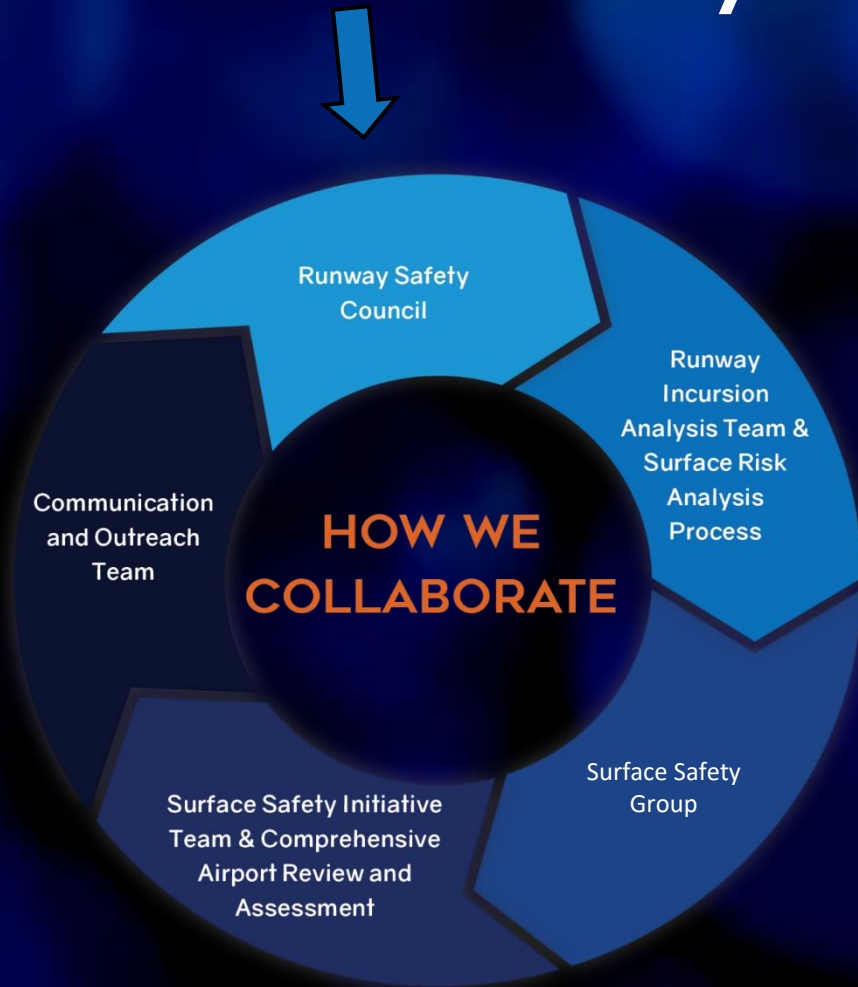 Runway Safety
Council
Runway
Incursion
Analysis Team &
Surface Risk
Analysis
Process
Communication
and Outreach
Team
HOW WE
COLLABORATE
Surface Safety
Group
Surface Safety Initiative
Team & Comprehensive
Airport Review and
Assessment